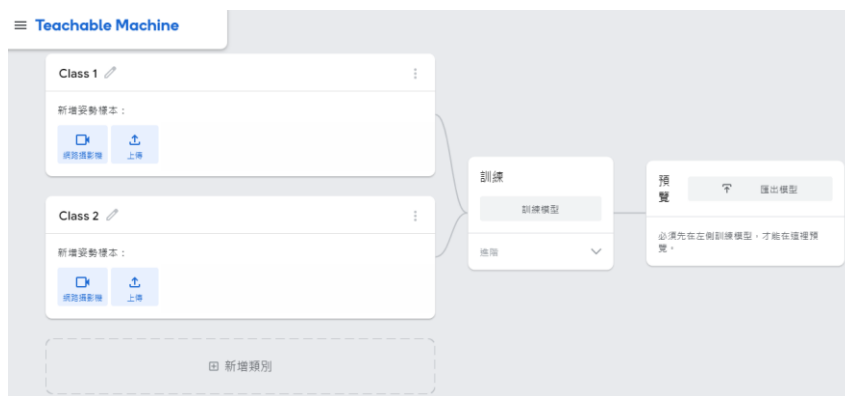 Teachable Machine
Class 1
新增姿勢樣本：
網路攝影機
上傳
Class 2
新增姿勢樣本：
網路攝影機
上傳
新增類別
訓練
訓練模型
進階
預覽
匯出模型
必須先在左側訓練模型，才能在這裡預
覽。